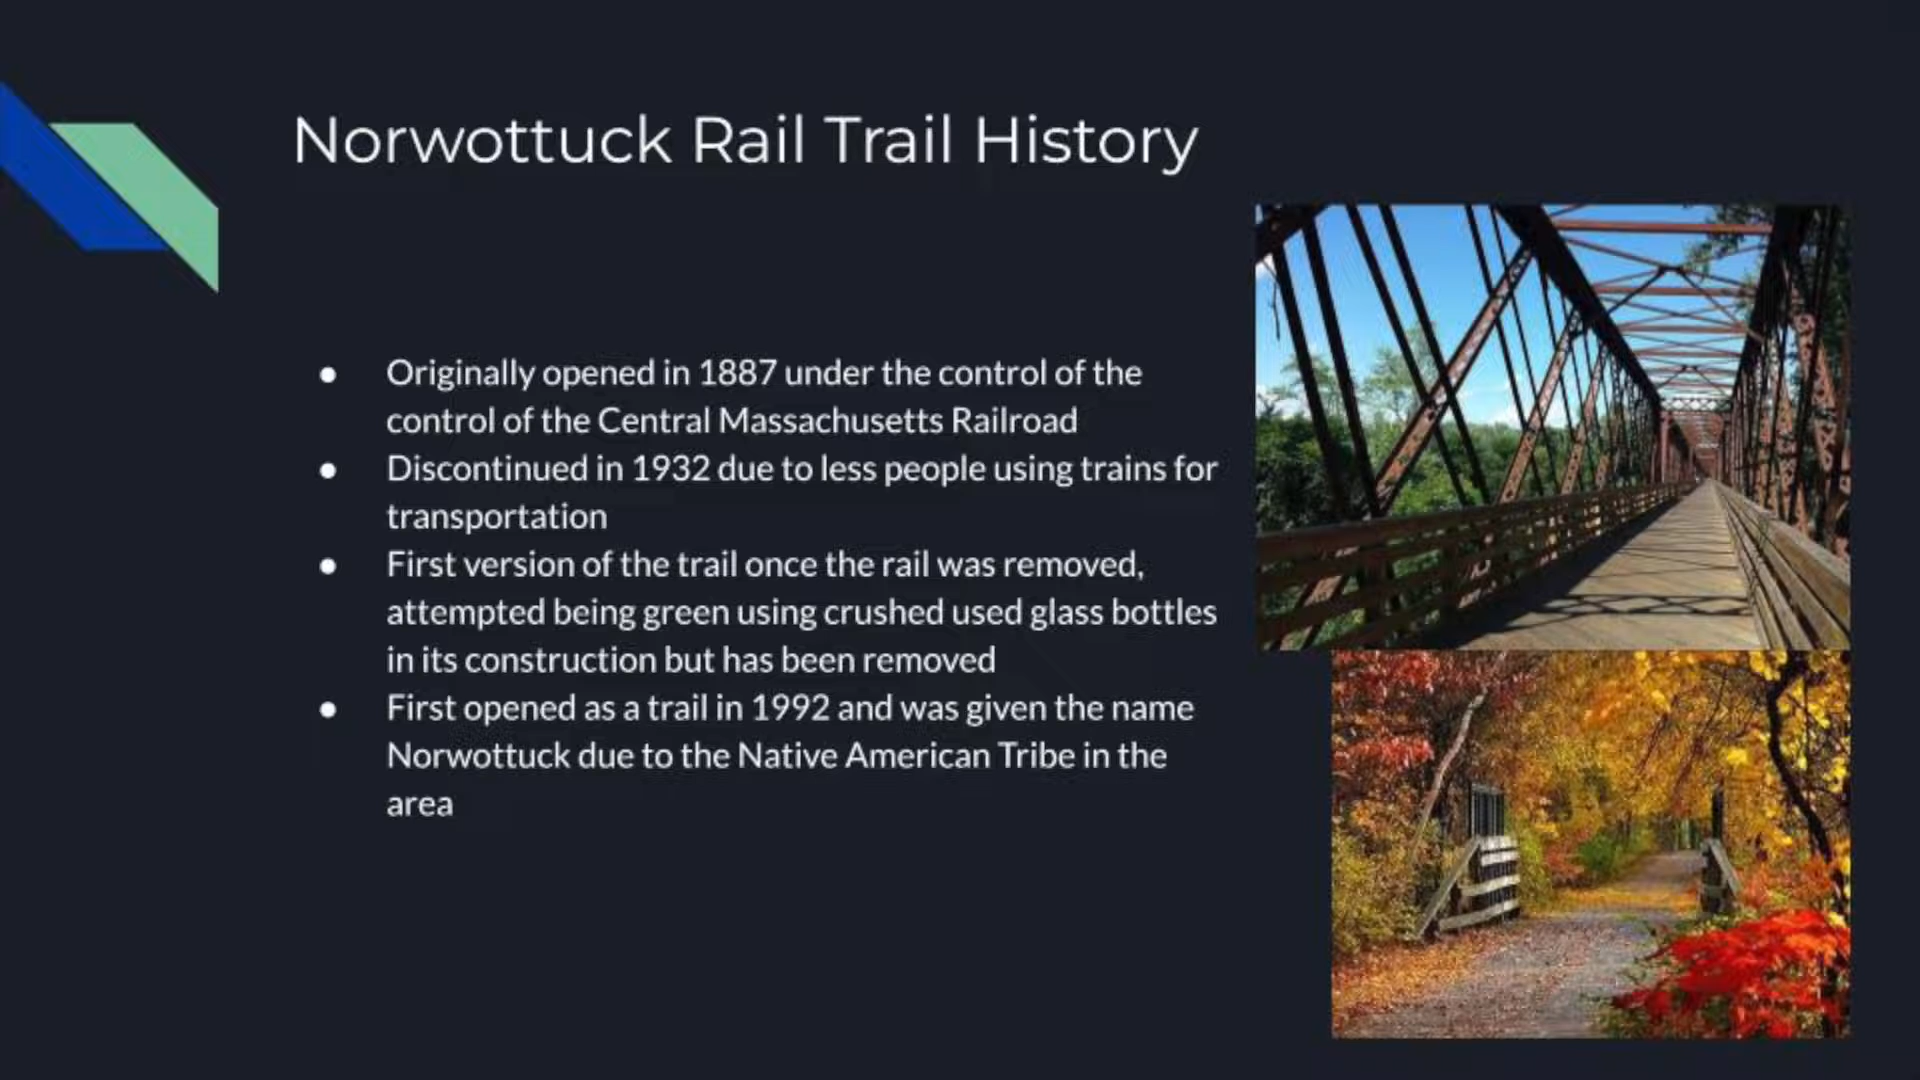 Norwottuck Rail Trail History
● Originally opened in 1887 under the control of the
control of the Central Massachusetts Railroad
● Discontinued in 1932 due to less people using trains for
transportation
● First version of the trail once the rail was removed,
attempted being green using crushed used glass bottles
in its construction but has been removed
● First opened as a trail in 1992 and was given the name
Norwottuck due to the Native American Tribe in the
area